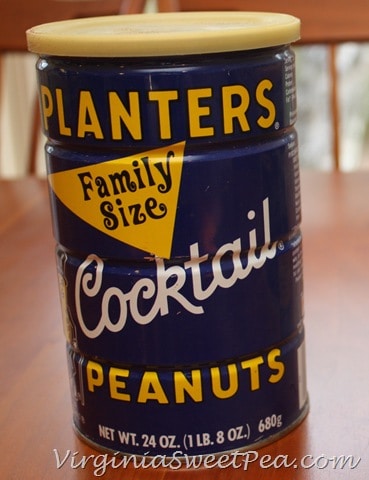 PLANTERS®
Family
Size
Cocktail®
PEANUTS
NET WT. 24 OZ. (1 LB. 8 OZ.) 680g
VirginiaSweetPea.com